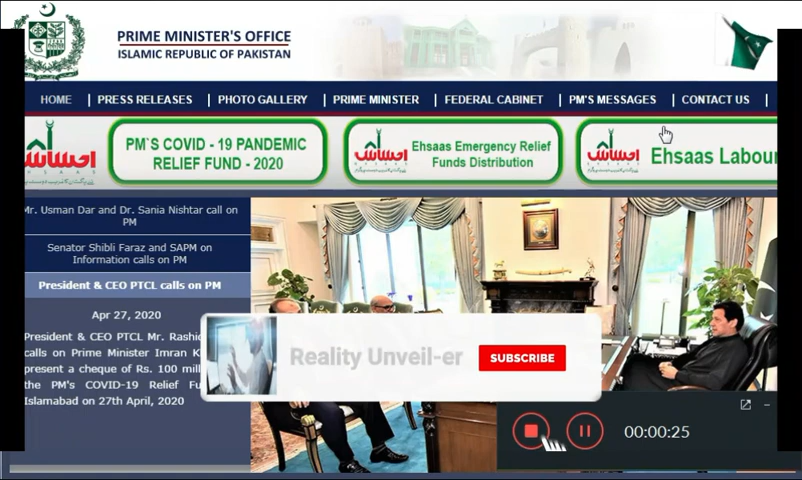 PRIME MINISTER'S OFFICE
ISLAMIC REPUBLIC OF PAKISTAN
HOME PRESS RELEASES PHOTO GALLERY PRIME MINISTER FEDERAL CABINET PM'S MESSAGES CONTACT US
احساس
PM`S COVID - 19 PANDEMIC
RELIEF FUND - 2020
احساس
Ehsaas Emergency Relief
Funds Distribution
احساس
Ehsaas Labour
Mr. Usman Dar and Dr. Sania Nishtar call on
PM
Senator Shibli Faraz and SAPM on
Information calls on PM
President & CEO PTCL calls on PM
Apr 27, 2020
President & CEO PTCL Mr.
calls on Prime Minister Imran
present a cheque of Rs. 100
the PM's COVID-19 Relief
Islamabad on 27th April, 2020
Reality Unveil-er
SUBSCRIBE
00:00:25